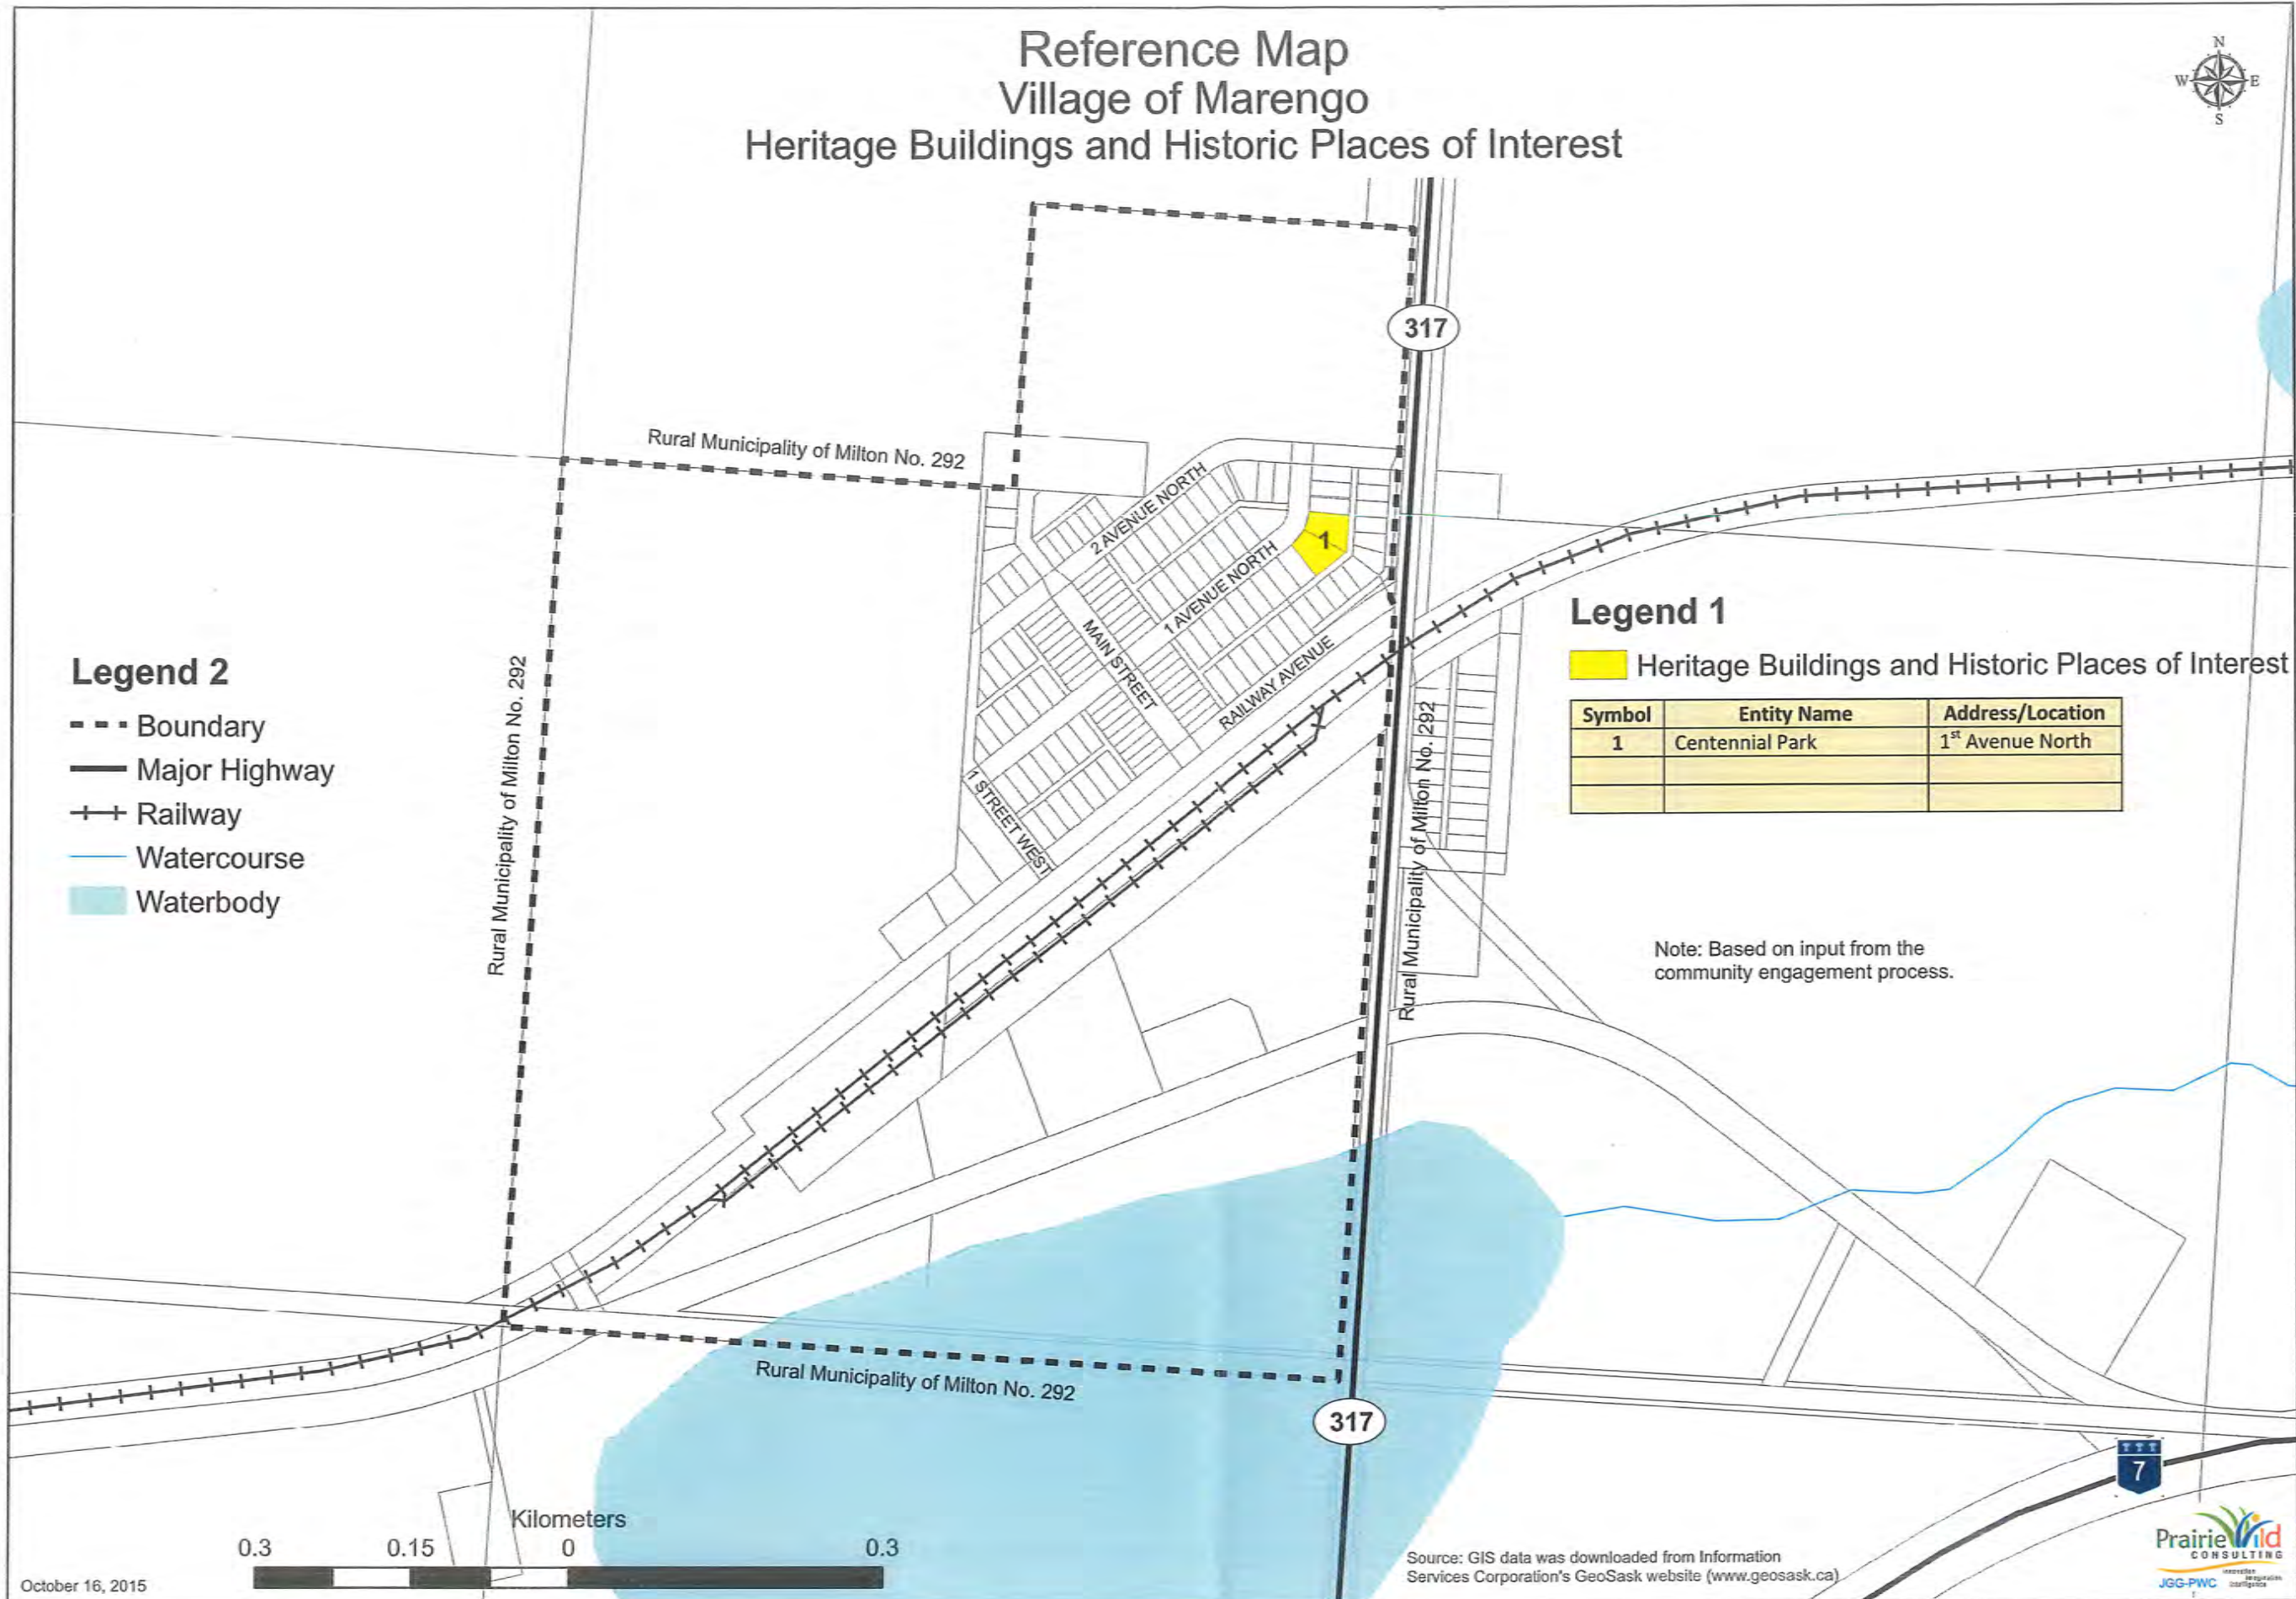 Reference Map
Village of Marengo
Heritage Buildings and Historic Places of Interest
N
W
E
S
317
Rural Municipality of Milton No. 292
2 AVENUE NORTH
1
1 AVENUE NORTH
MAIN STREET
RAILWAY AVENUE
1 STREET WEST
Rural Municipality of Milton No. 292
Rural Municipality of Milton No. 292
Legend 2
Boundary
Major Highway
Railway
Watercourse
Waterbody
Legend 1
Heritage Buildings and Historic Places of Interest
Symbol Entity Name Address/Location
1 Centennial Park 1st Avenue North
Note: Based on input from the
community engagement process.
Rural Municipality of Milton No. 292
317
7
Kilometers
0.3 0.15 0 0.3
October 16, 2015
Source: GIS data was downloaded from Information
Services Corporation's GeoSask website (www.geosask.ca)
PrairieWild
CONSULTING
JGG-PWC